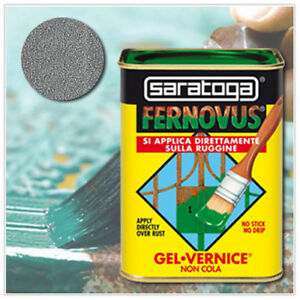 saratoga®
FERNOVUS®
SI APPLICA DIRETTAMENTE
SULLA RUGGINE
APPLY
DIRECTLY
OVER RUST
NO STICK
NO DRIP
GEL•VERNICE®
NON COLA